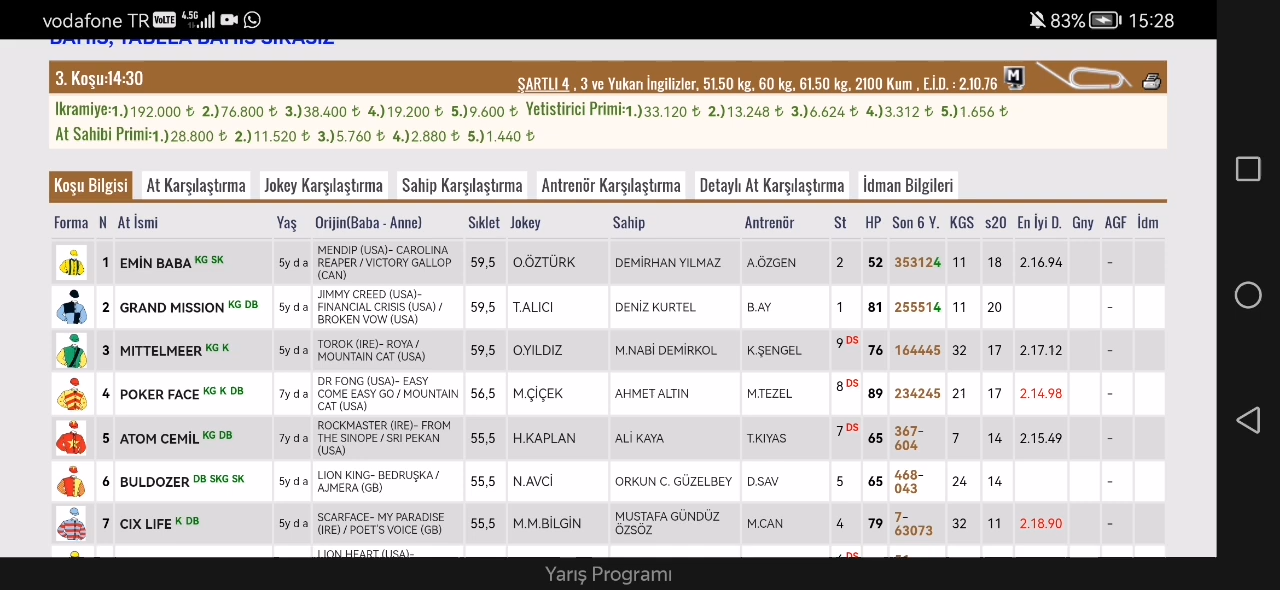 vodafone TR VoLTE 4.5G 83% 15:28
BAHİS, TABELA BAHİS SIRASIZ
3. Koşu:14:30
ŞARTLI 4 , 3 ve Yukarı İngilizler, 51.50 kg, 60 kg, 61.50 kg, 2100 Kum , E.İ.D. : 2.10.76 M
Ikramiye:1.)192.000 ₺ 2.)76.800 ₺ 3.)38.400 ₺ 4.)19.200 ₺ 5.)9.600 ₺ Yetistirici Primi:1.)33.120 ₺ 2.)13.248 ₺ 3.)6.624 ₺ 4.)3.312 ₺ 5.)1.656 ₺
At Sahibi Primi:1.)28.800 ₺ 2.)11.520 ₺ 3.)5.760 ₺ 4.)2.880 ₺ 5.)1.440 ₺
Koşu Bilgisi At Karşılaştırma Jokey Karşılaştırma Sahip Karşılaştırma Antrenör Karşılaştırma Detaylı At Karşılaştırma İdman Bilgileri
Forma N At İsmi Yaş Orijin(Baba - Anne) Sıklet Jokey Sahip Antrenör St HP Son 6 Y. KGS s20 En İyi D. Gny AGF İdm
1 EMİN BABA KG SK 5y d a MENDIP (USA)- CAROLINA REAPER / VICTORY GALLOP (CAN) 59,5 O.ÖZTÜRK DEMİRHAN YILMAZ A.ÖZGEN 2 52 353124 11 18 2.16.94 -
2 GRAND MISSION KG DB 5y d a JIMMY CREED (USA)- FINANCIAL CRISIS (USA) / BROKEN VOW (USA) 59,5 T.ALICI DENİZ KURTEL B.AY 1 81 255514 11 20 -
3 MITTELMEER KG K 5y d a TOROK (IRE)- ROYA / MOUNTAIN CAT (USA) 59,5 O.YILDIZ M.NABİ DEMİRKOL K.ŞENGEL 9 DS 76 164445 32 17 2.17.12 -
4 POKER FACE KG K DB 7y d a DR FONG (USA)- EASY COME EASY GO / MOUNTAIN CAT (USA) 56,5 M.ÇİÇEK AHMET ALTIN M.TEZEL 8 DS 89 234245 21 17 2.14.98 -
5 ATOM CEMİL KG DB 7y d a ROCKMASTER (IRE)- FROM THE SINOPE / SRI PEKAN (USA) 55,5 H.KAPLAN ALİ KAYA T.KIYAS 7 DS 65 367-604 7 14 2.15.49 -
6 BULDOZER DB SKG SK 5y d a LION KING- BEDRUŞKA / AJMERA (GB) 55,5 N.AVCİ ORKUN C. GÜZELBEY D.SAV 5 65 468-043 24 14 -
7 CIX LIFE K DB 5y d a SCARFACE- MY PARADISE (IRE) / POET'S VOICE (GB) 55,5 M.M.BİLGİN MUSTAFA GÜNDÜZ ÖZSÖZ M.CAN 4 79 7-63073 32 11 2.18.90 -
LION HEART (USA)- DS
Yarış Programı